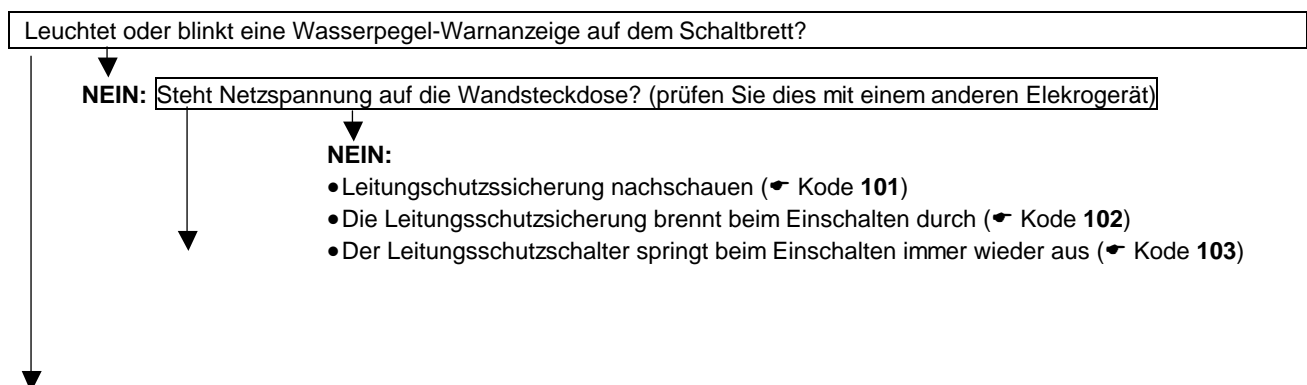 Leuchtet oder blinkt eine Wasserpegel-Warnanzeige auf dem Schaltbrett?
NEIN: Steht Netzspannung auf die Wandsteckdose? (prüfen Sie dies mit einem anderen Elekrogerät)
NEIN:
•Leitungschutzssicherung nachschauen (☛ Kode 101)
•Die Leitungsschutzsicherung brennt beim Einschalten durch (☛ Kode 102)
•Der Leitungsschutzschalter springt beim Einschalten immer wieder aus (☛ Kode 103)